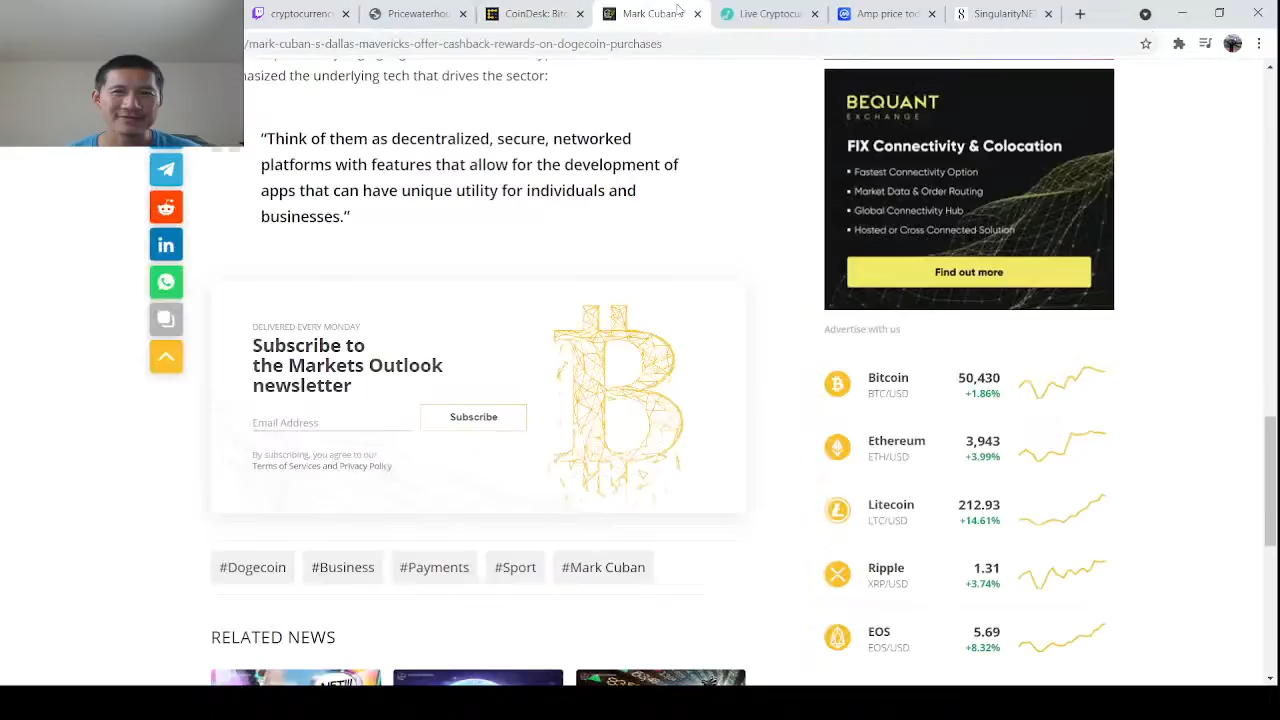 cryptocurrenc
Pricewaterhou
CoinDesk: Bitc
Mark Cuban
Live Cryptocu
Amp price tod
SingularityNE
/mark-cuban-s-dallas-mavericks-offer-cashback-rewards-on-dogecoin-purchases
asized the underlying tech that drives the sector:
“Think of them as decentralized, secure, networked
platforms with features that allow for the development of
apps that can have unique utility for individuals and
businesses.”
DELIVERED EVERY MONDAY
Subscribe to
the Markets Outlook
newsletter
Email Address
Subscribe
By subscribing, you agree to our
Terms of Services and Privacy Policy
#Dogecoin
#Business
#Payments
#Sport
#Mark Cuban
RELATED NEWS
BEQUANT
EXCHANGE
FIX Connectivity & Colocation
Fastest Connectivity Option
Market Data & Order Routing
Global Connectivity Hub
Hosted or Cross Connected Solution
Find out more
Advertise with us
Bitcoin 50,430
BTC/USD +1.86%
Ethereum 3,943
ETH/USD +3.99%
Litecoin 212.93
LTC/USD +14.61%
Ripple 1.31
XRP/USD +3.74%
EOS 5.69
EOS/USD +8.32%